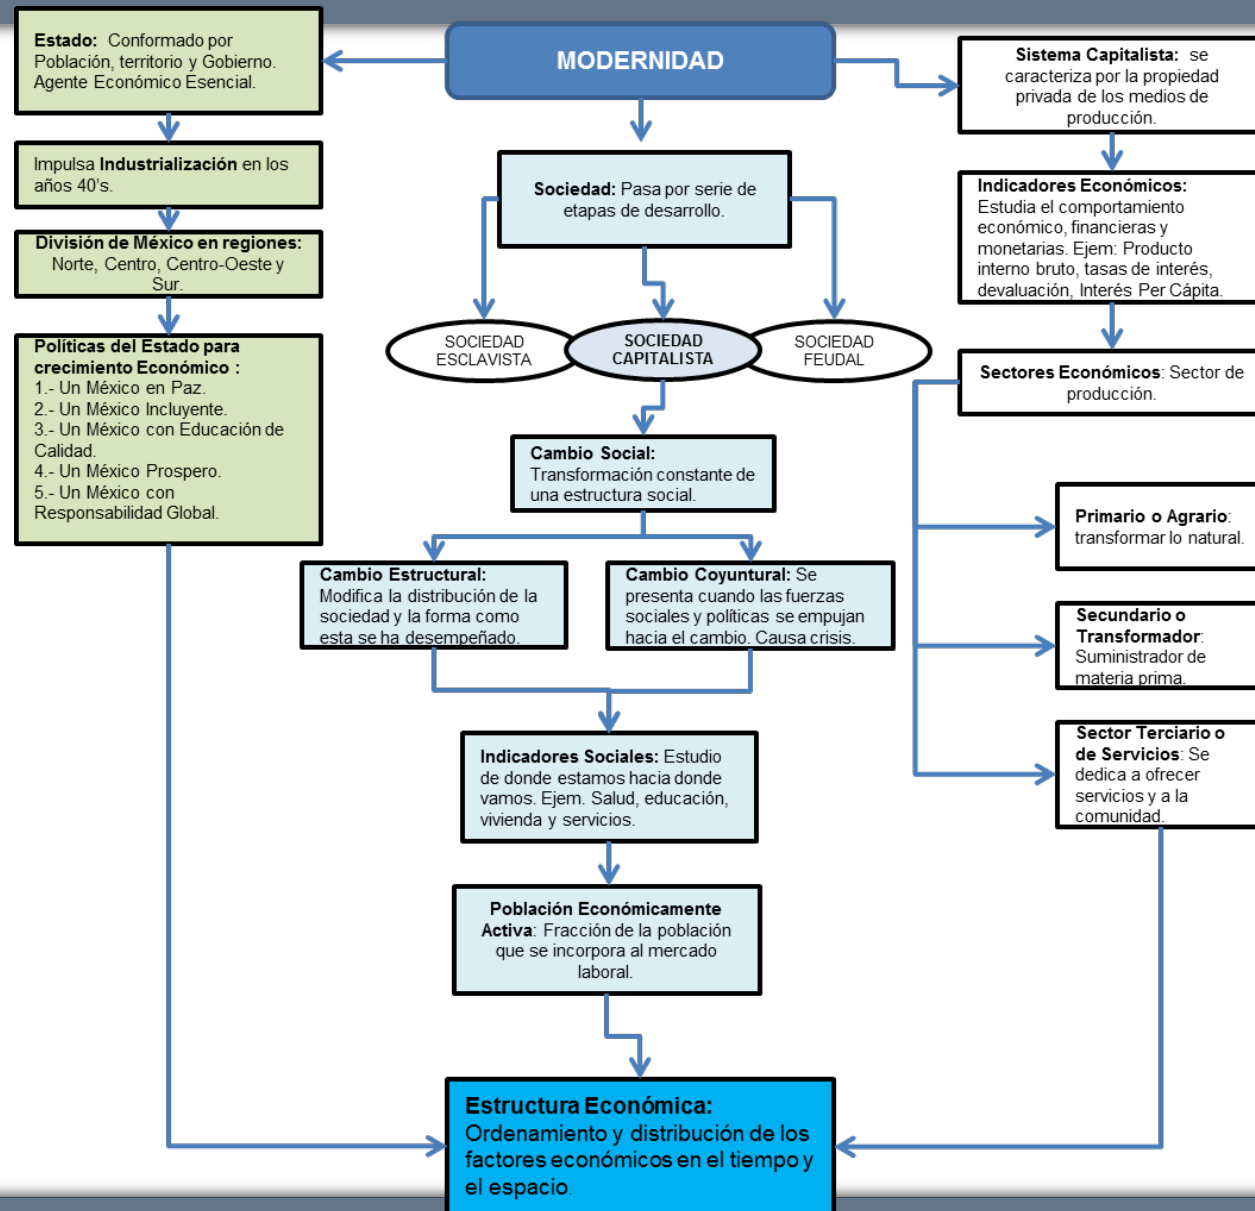 MODERNIDAD
Estado: Conformado por
Población, territorio y Gobierno.
Agente Económico Esencial.
Impulsa Industrialización en los
años 40's.
División de México en regiones:
Norte, Centro, Centro-Oeste y
Sur.
Políticas del Estado para
crecimiento Económico :
1.- Un México en Paz.
2.- Un México Incluyente.
3.- Un México con Educación de
Calidad.
4.- Un México Prospero.
5.- Un México con
Responsabilidad Global.
Sociedad: Pasa por serie de
etapas de desarrollo.
SOCIEDAD
ESCLAVISTA
SOCIEDAD
CAPITALISTA
SOCIEDAD
FEUDAL
Cambio Social:
Transformación constante de
una estructura social.
Cambio Estructural:
Modifica la distribución de la
sociedad y la forma como
esta se ha desempeñado.
Cambio Coyuntural: Se
presenta cuando las fuerzas
sociales y políticas se empujan
hacia el cambio. Causa crisis.
Indicadores Sociales: Estudio
de donde estamos hacia donde
vamos. Ejem. Salud, educación,
vivienda y servicios.
Población Económicamente
Activa: Fracción de la población
que se incorpora al mercado
laboral.
Sistema Capitalista: se
caracteriza por la propiedad
privada de los medios de
producción.
Indicadores Económicos:
Estudia el comportamiento
económico, financieras y
monetarias. Ejem: Producto
interno bruto, tasas de interés,
devaluación, Interés Per Cápita.
Sectores Económicos: Sector de
producción.
Primario o Agrario:
transformar lo natural.
Secundario o
Transformador:
Suministrador de
materia prima.
Sector Terciario o
de Servicios: Se
dedica a ofrecer
servicios y a la
comunidad.
Estructura Económica:
Ordenamiento y distribución de los
factores económicos en el tiempo y
el espacio.